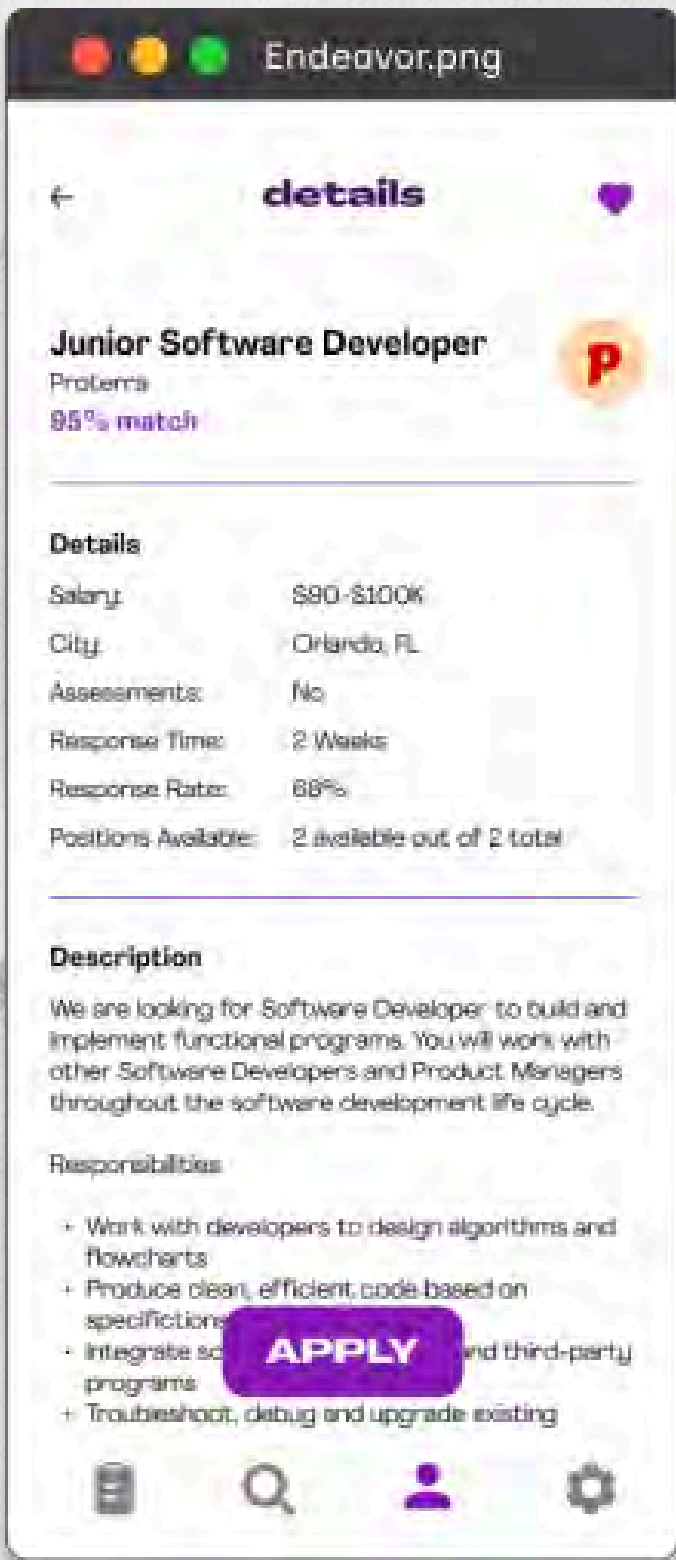 Endeavor.png
details
Junior Software Developer
P
Proterra
95% match
Details
Salary: $90-$100K
City: Orlando, FL
Assessments: No
Response Time: 2 Weeks
Response Rate: 68%
Positions Available: 2 available out of 2 total
Description
We are looking for Software Developer to build and
implement functional programs. You will work with
other Software Developers and Product Managers
throughout the software development life cycle.
Responsibilities
• Work with developers to design algorithms and
flowcharts
• Produce clean, efficient code based on
specifictions
• Integrate so and third-party
APPLY
programs
• Troubleshoot, debug and upgrade existing